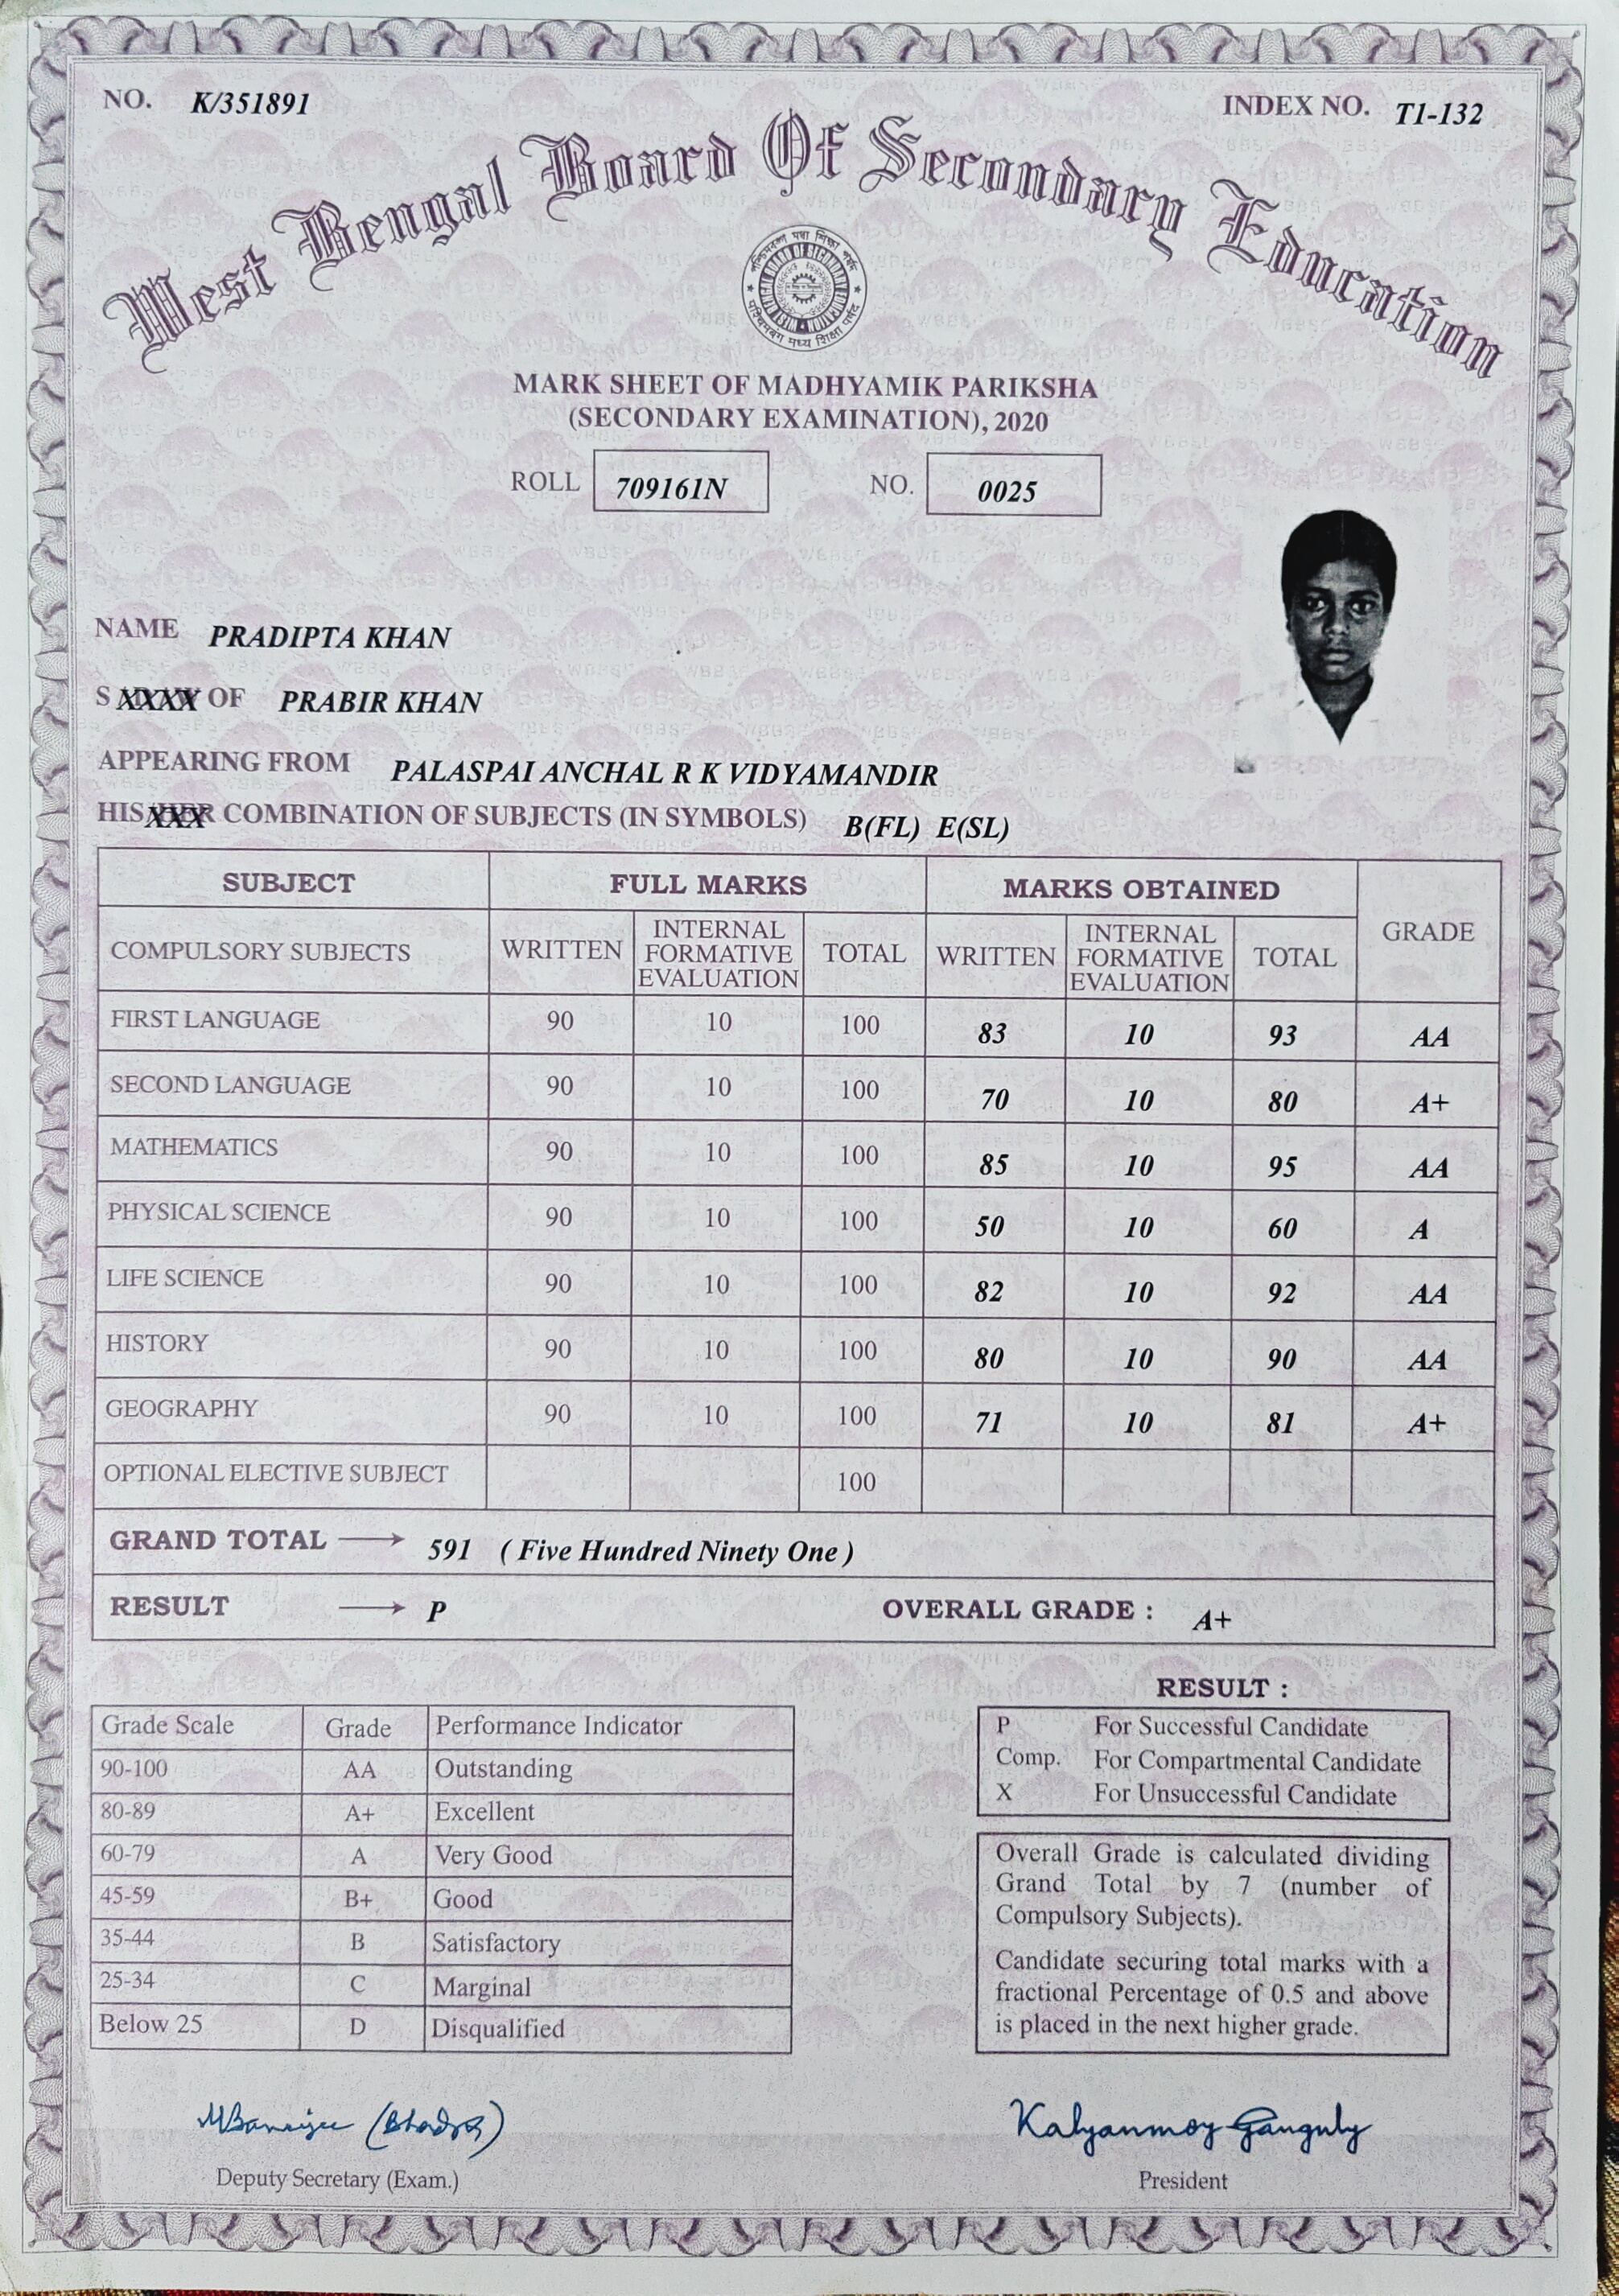 NO. K/351891 INDEX NO. T1-132
West Bengal Board Of Secondary Education
MARK SHEET OF MADHYAMIK PARIKSHA
(SECONDARY EXAMINATION), 2020
ROLL 709161N NO. 0025
NAME PRADIPTA KHAN
S XXXX OF PRABIR KHAN
APPEARING FROM PALASPAI ANCHAL R K VIDYAMANDIR
HIS XXX COMBINATION OF SUBJECTS (IN SYMBOLS) B(FL) E(SL)
SUBJECT FULL MARKS MARKS OBTAINED GRADE
COMPULSORY SUBJECTS WRITTEN INTERNAL FORMATIVE EVALUATION TOTAL WRITTEN INTERNAL FORMATIVE EVALUATION TOTAL
FIRST LANGUAGE 90 10 100 83 10 93 AA
SECOND LANGUAGE 90 10 100 70 10 80 A+
MATHEMATICS 90 10 100 85 10 95 AA
PHYSICAL SCIENCE 90 10 100 50 10 60 A
LIFE SCIENCE 90 10 100 82 10 92 AA
HISTORY 90 10 100 80 10 90 AA
GEOGRAPHY 90 10 100 71 10 81 A+
OPTIONAL ELECTIVE SUBJECT 100
GRAND TOTAL → 591 ( Five Hundred Ninety One )
RESULT → P OVERALL GRADE : A+
Grade Scale Grade Performance Indicator
90-100 AA Outstanding
80-89 A+ Excellent
60-79 A Very Good
45-59 B+ Good
35-44 B Satisfactory
25-34 C Marginal
Below 25 D Disqualified
RESULT :
P For Successful Candidate
Comp. For Compartmental Candidate
X For Unsuccessful Candidate
Overall Grade is calculated dividing
Grand Total by 7 (number of
Compulsory Subjects).
Candidate securing total marks with a
fractional Percentage of 0.5 and above
is placed in the next higher grade.
MBanerjee (Bhadra) Kalyanmoy Ganguly
Deputy Secretary (Exam.) President